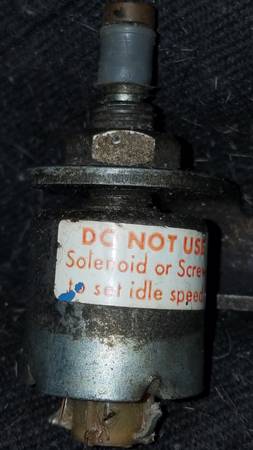 DO NOT USE
Solenoid or Screw
to set idle speed